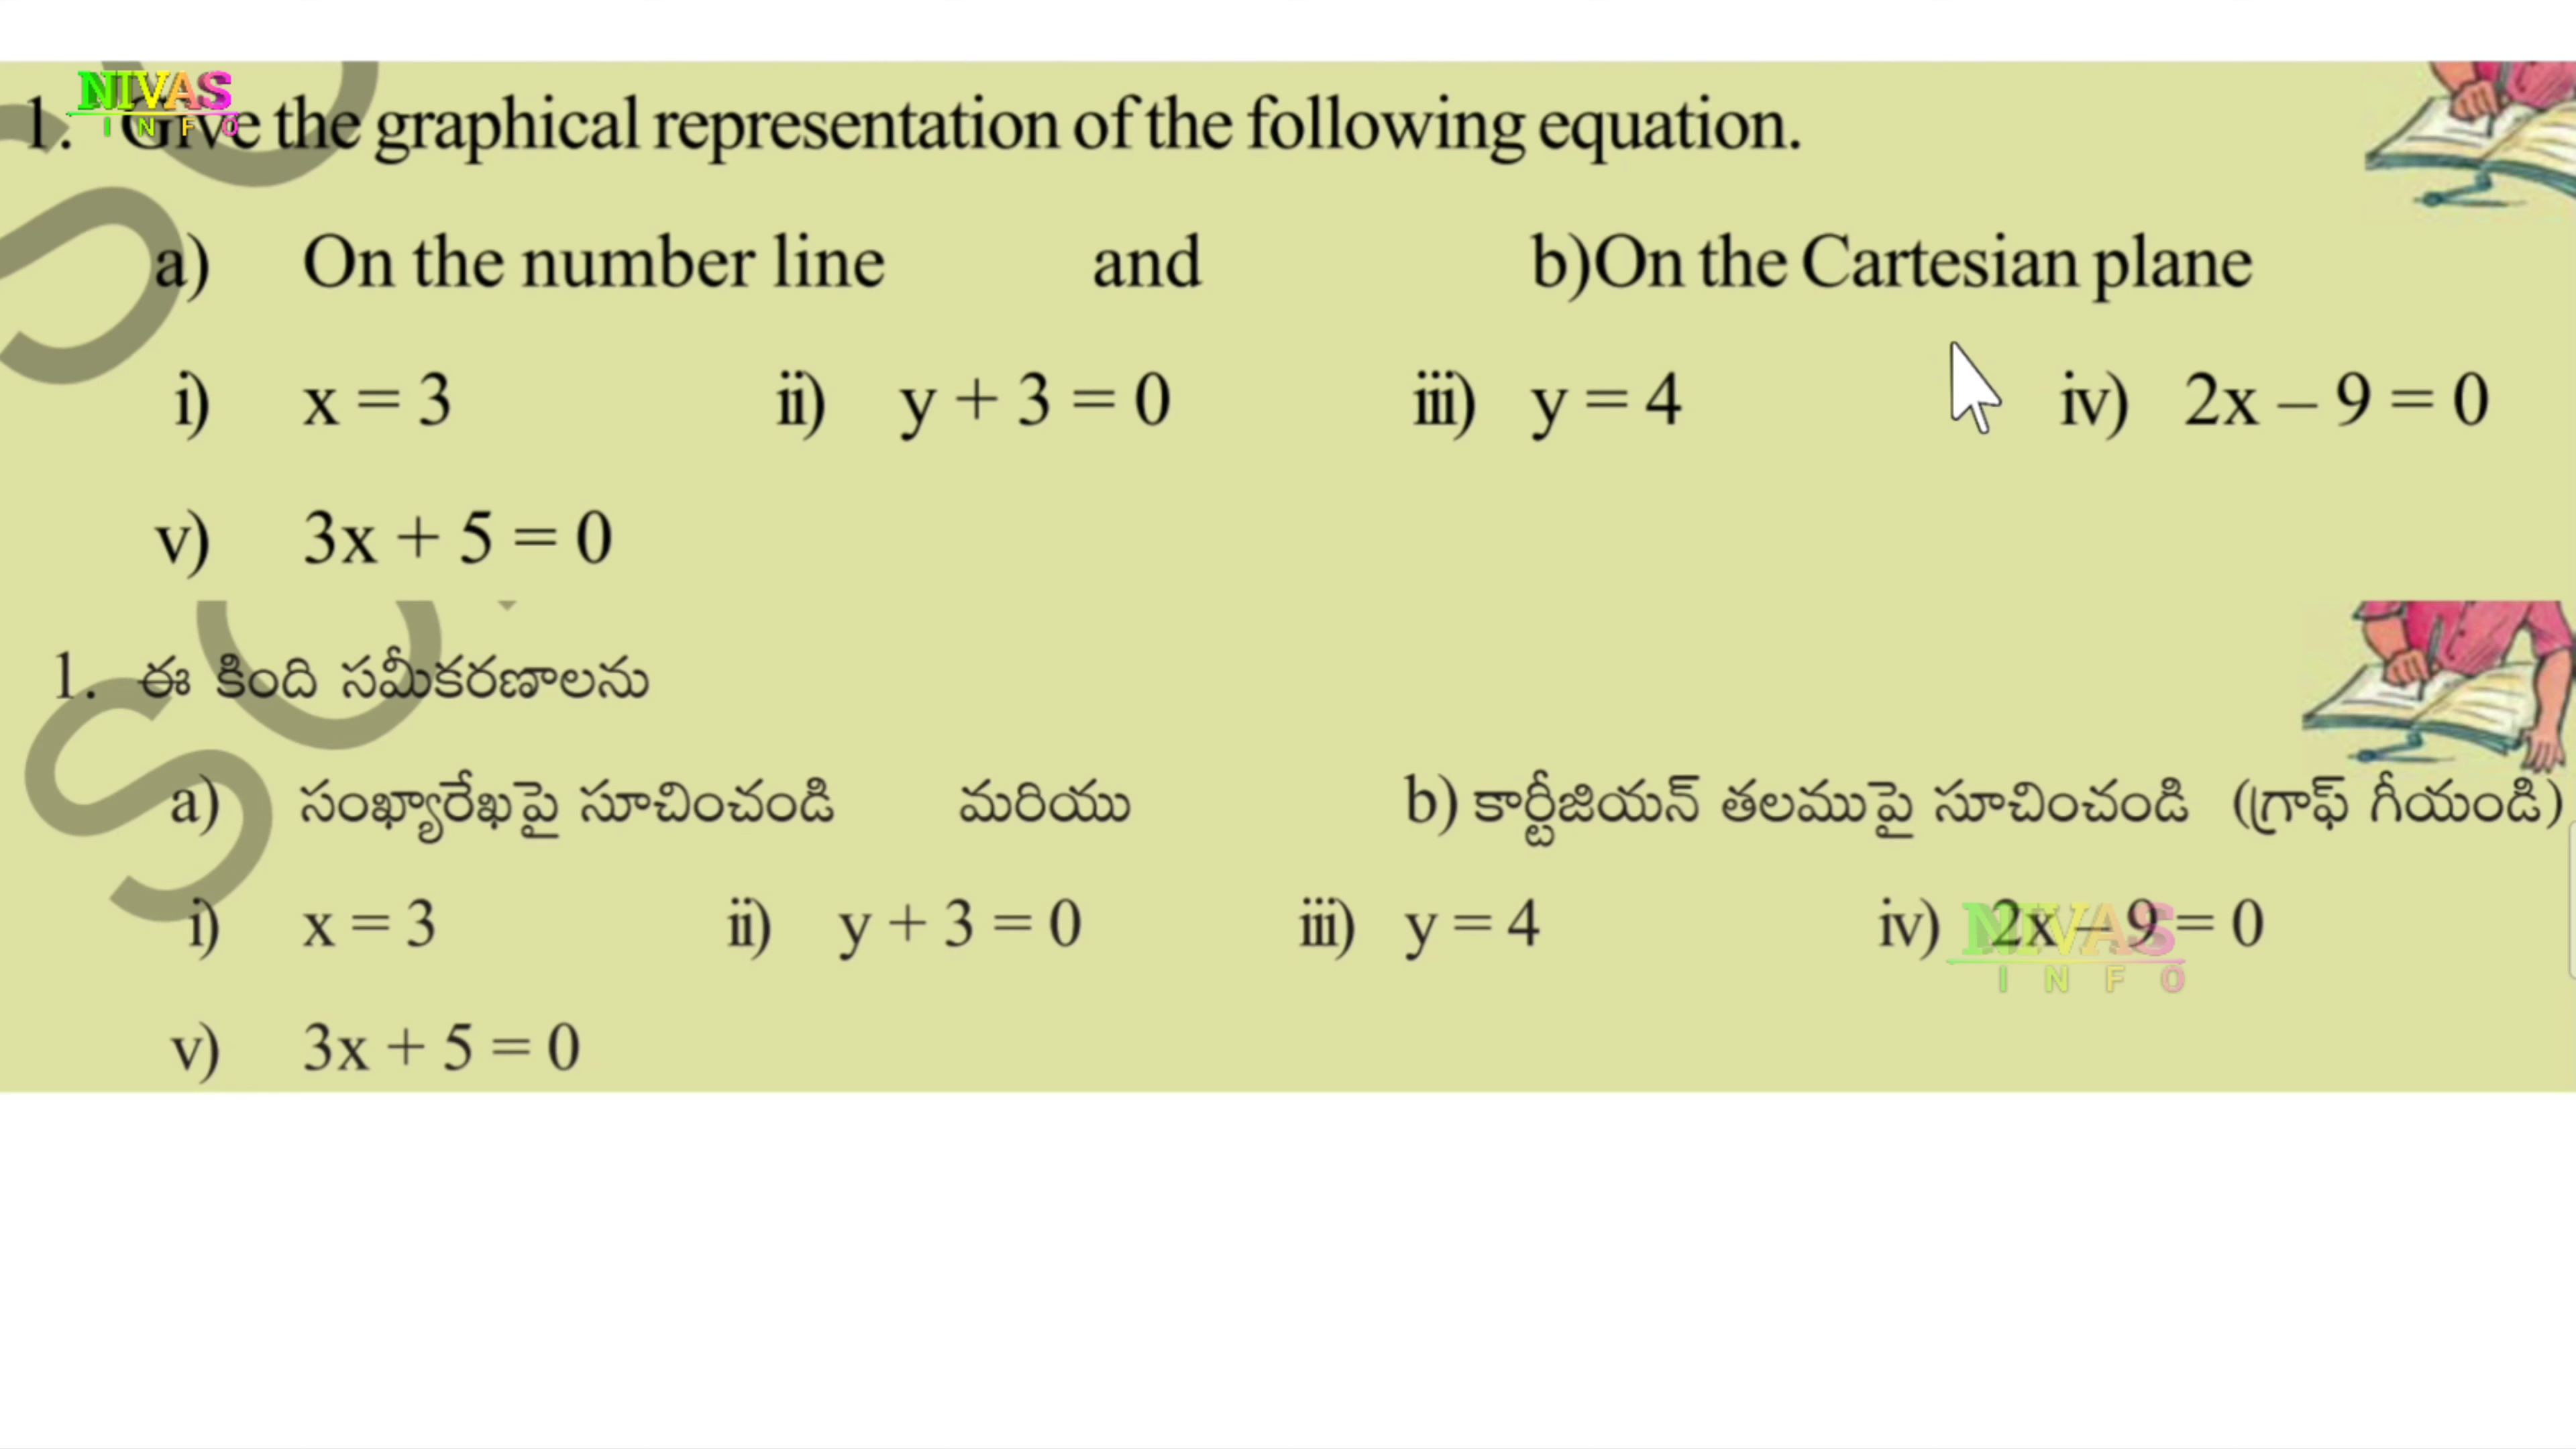 NIVAS
INFO
1. Give the graphical representation of the following equation.
a) On the number line and b)On the Cartesian plane
i) x = 3 ii) y + 3 = 0 iii) y = 4 iv) 2x – 9 = 0
v) 3x + 5 = 0
1. ఈ కింది సమీకరణాలను
a) సంఖ్యారేఖపై సూచించండి మరియు b) కార్టీజియన్ తలముపై సూచించండి (గ్రాఫ్ గీయండి)
i) x = 3 ii) y + 3 = 0 iii) y = 4 iv) 2x – 9 = 0
NIVAS
INFO
v) 3x + 5 = 0